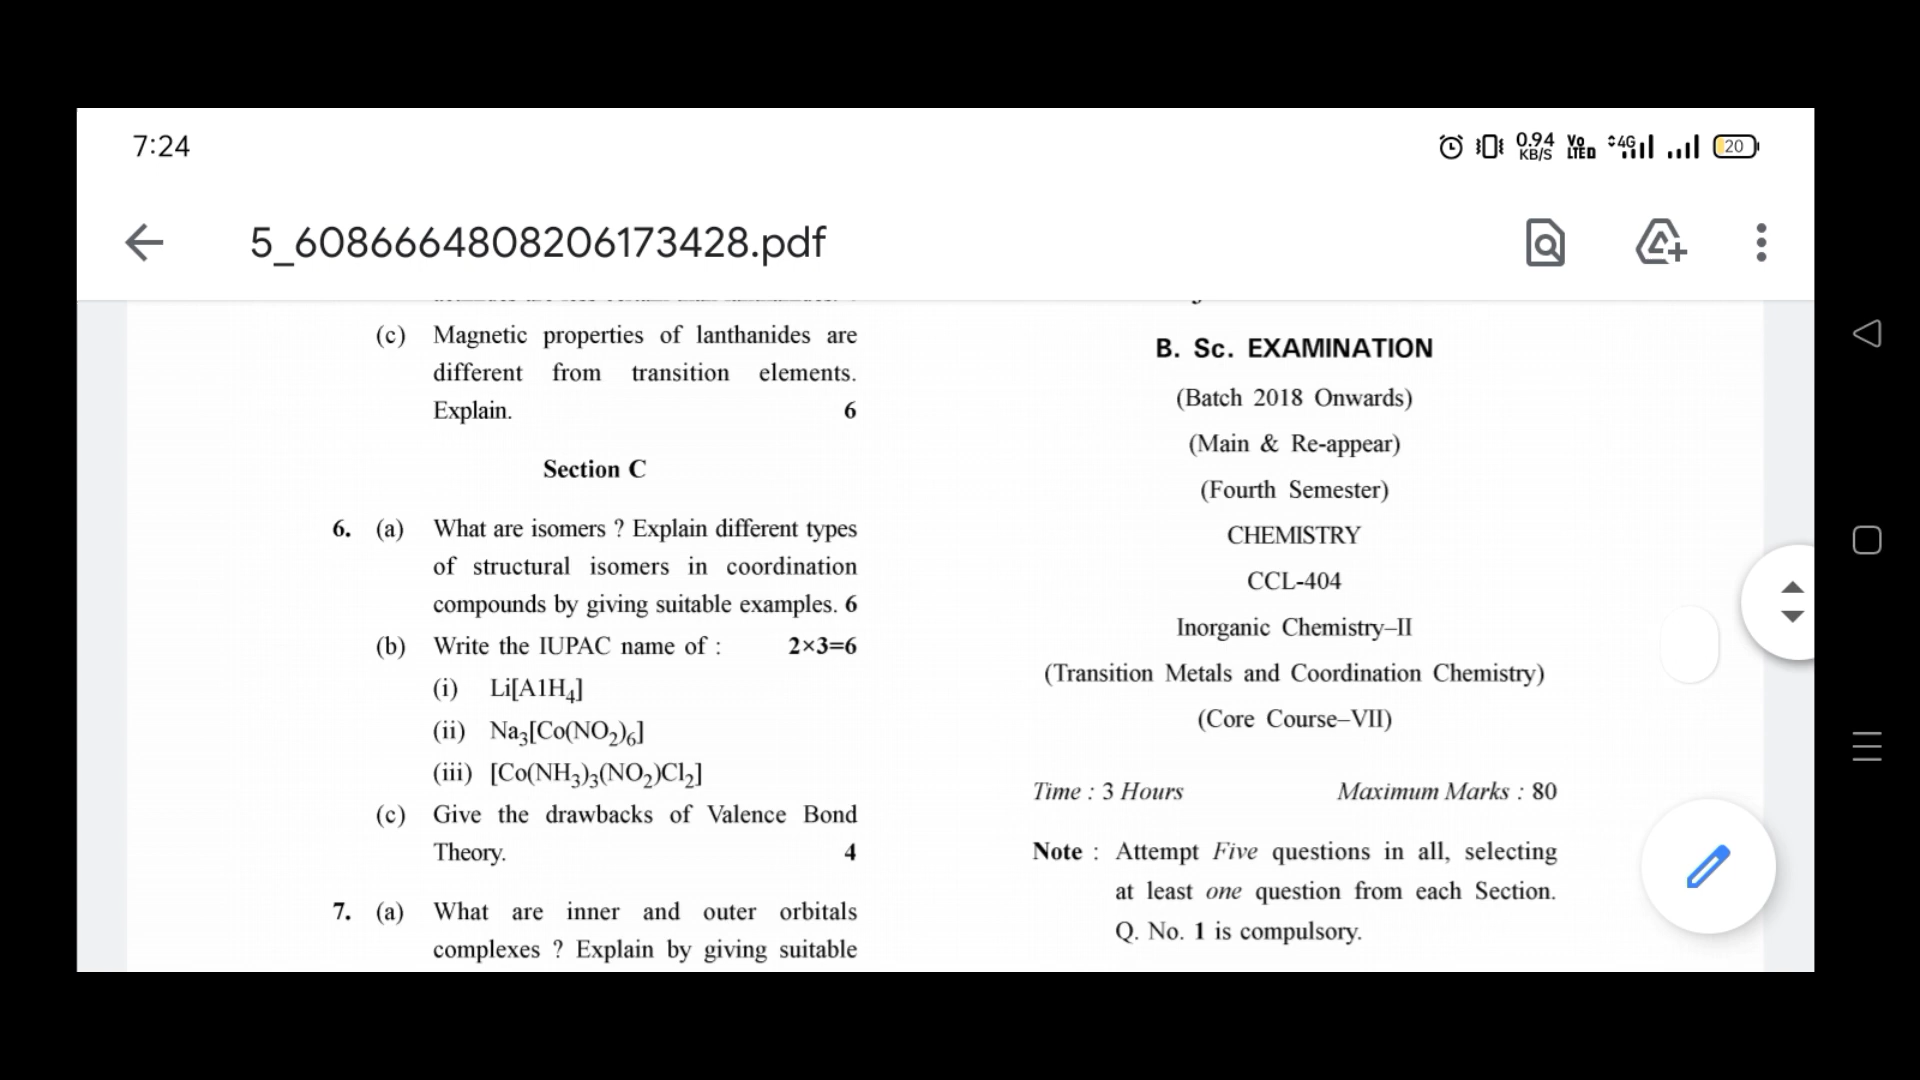 7:24
0.94 KB/S
Vo LTE D
4G
20
5_6086664808206173428.pdf
(c) Magnetic properties of lanthanides are
different from transition elements.
Explain. 6
Section C
6. (a) What are isomers ? Explain different types
of structural isomers in coordination
compounds by giving suitable examples. 6
(b) Write the IUPAC name of : 2×3=6
(i) Li[A1H4]
(ii) Na3[Co(NO2)6]
(iii) [Co(NH3)3(NO2)Cl2]
(c) Give the drawbacks of Valence Bond
Theory. 4
7. (a) What are inner and outer orbitals
complexes ? Explain by giving suitable
B. Sc. EXAMINATION
(Batch 2018 Onwards)
(Main & Re-appear)
(Fourth Semester)
CHEMISTRY
CCL-404
Inorganic Chemistry–II
(Transition Metals and Coordination Chemistry)
(Core Course–VII)
Time : 3 Hours Maximum Marks : 80
Note : Attempt Five questions in all, selecting
at least one question from each Section.
Q. No. 1 is compulsory.